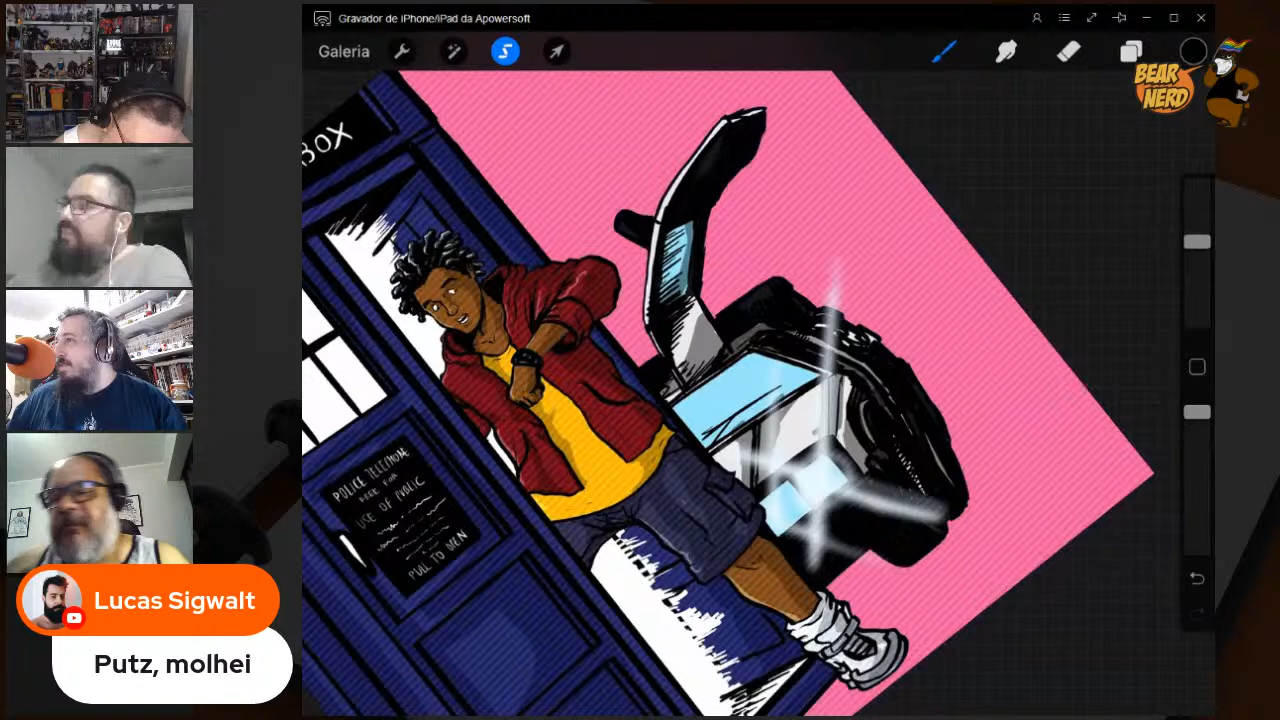 Gravador de iPhone/iPad da Apowersoft
Galeria
BEAR
NERD
BOX
POLICE TELEPHONE
FREE FOR
USE OF PUBLIC
PULL TO OPEN
Lucas Sigwalt
Putz, molhei